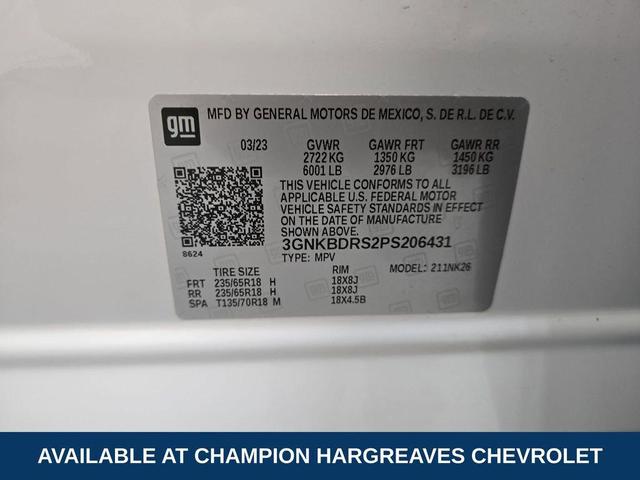 gm
MFD BY GENERAL MOTORS DE MEXICO, S. DE R.L. DE C.V.
03/23 GVWR GAWR FRT GAWR RR
2722 KG 1350 KG 1450 KG
6001 LB 2976 LB 3196 LB
THIS VEHICLE CONFORMS TO ALL
APPLICABLE U.S. FEDERAL MOTOR
VEHICLE SAFETY STANDARDS IN EFFECT
ON THE DATE OF MANUFACTURE
SHOWN ABOVE.
3GNKBDRS2PS206431
8624
TYPE: MPV MODEL: 211NK26
TIRE SIZE RIM
FRT 235/65R18 H 18X8J
RR 235/65R18 H 18X8J
SPA T135/70R18 M 18X4.5B
AVAILABLE AT CHAMPION HARGREAVES CHEVROLET